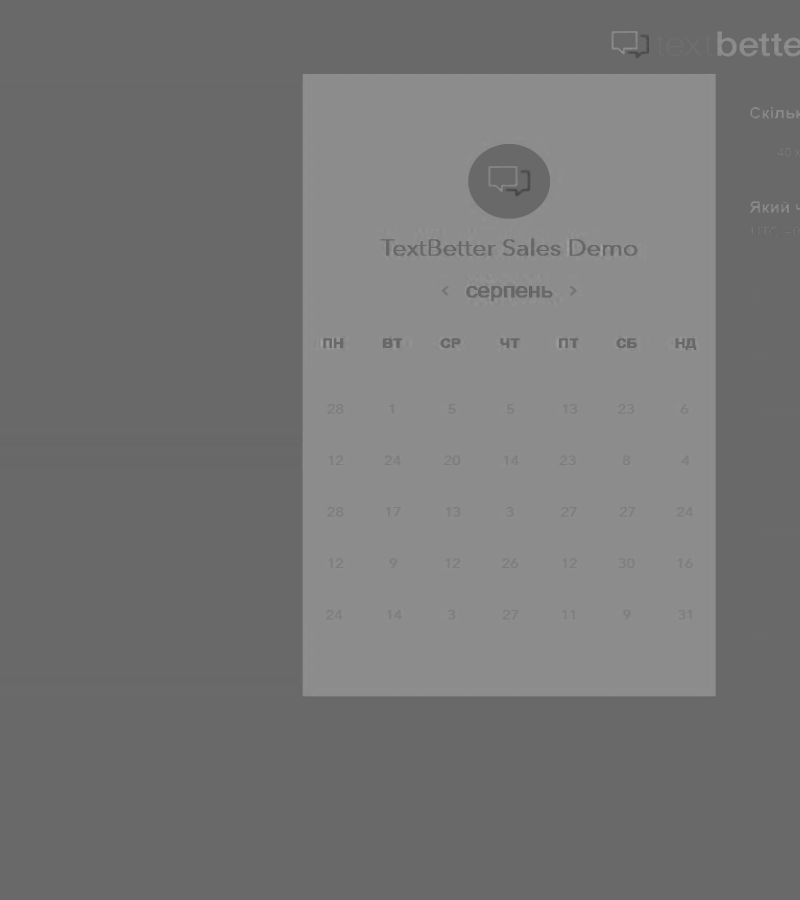 textbette
Скільк
TextBetter Sales Demo
Який ч
< серпень >
ПН ВТ СР ЧТ ПТ СБ НД
28 1 5 5 13 23 6
12 24 20 14 23 8 4
28 17 13 3 27 27 24
12 9 12 26 12 30 16
24 14 3 27 11 9 31